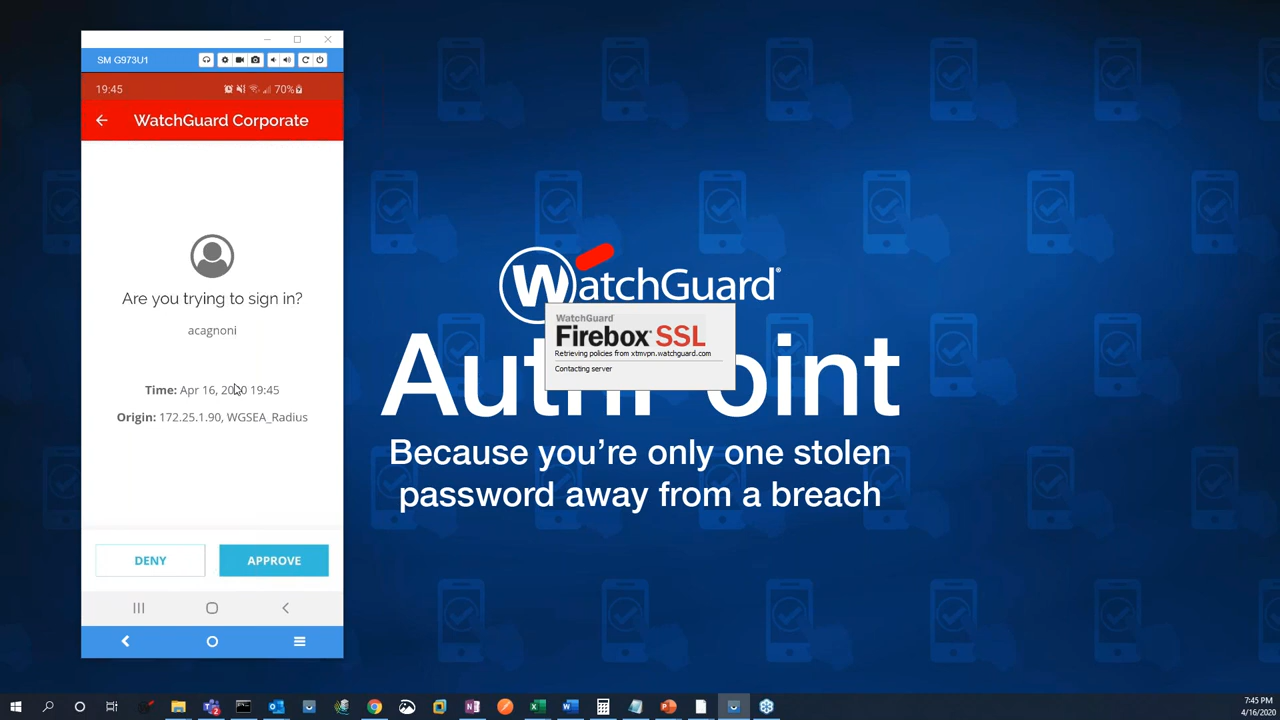 SM G973U1
19:45
70%
WatchGuard Corporate
Are you trying to sign in?
acagnoni
Time: Apr 16, 2020 19:45
Origin: 172.25.1.90, WGSEA_Radius
DENY
APPROVE
WatchGuard®
WatchGuard
Firebox® SSL
Retrieving policies from xtmvpn.watchguard.com
Contacting server
AuthPoint
Because you're only one stolen
password away from a breach
7:45 PM
4/16/2020